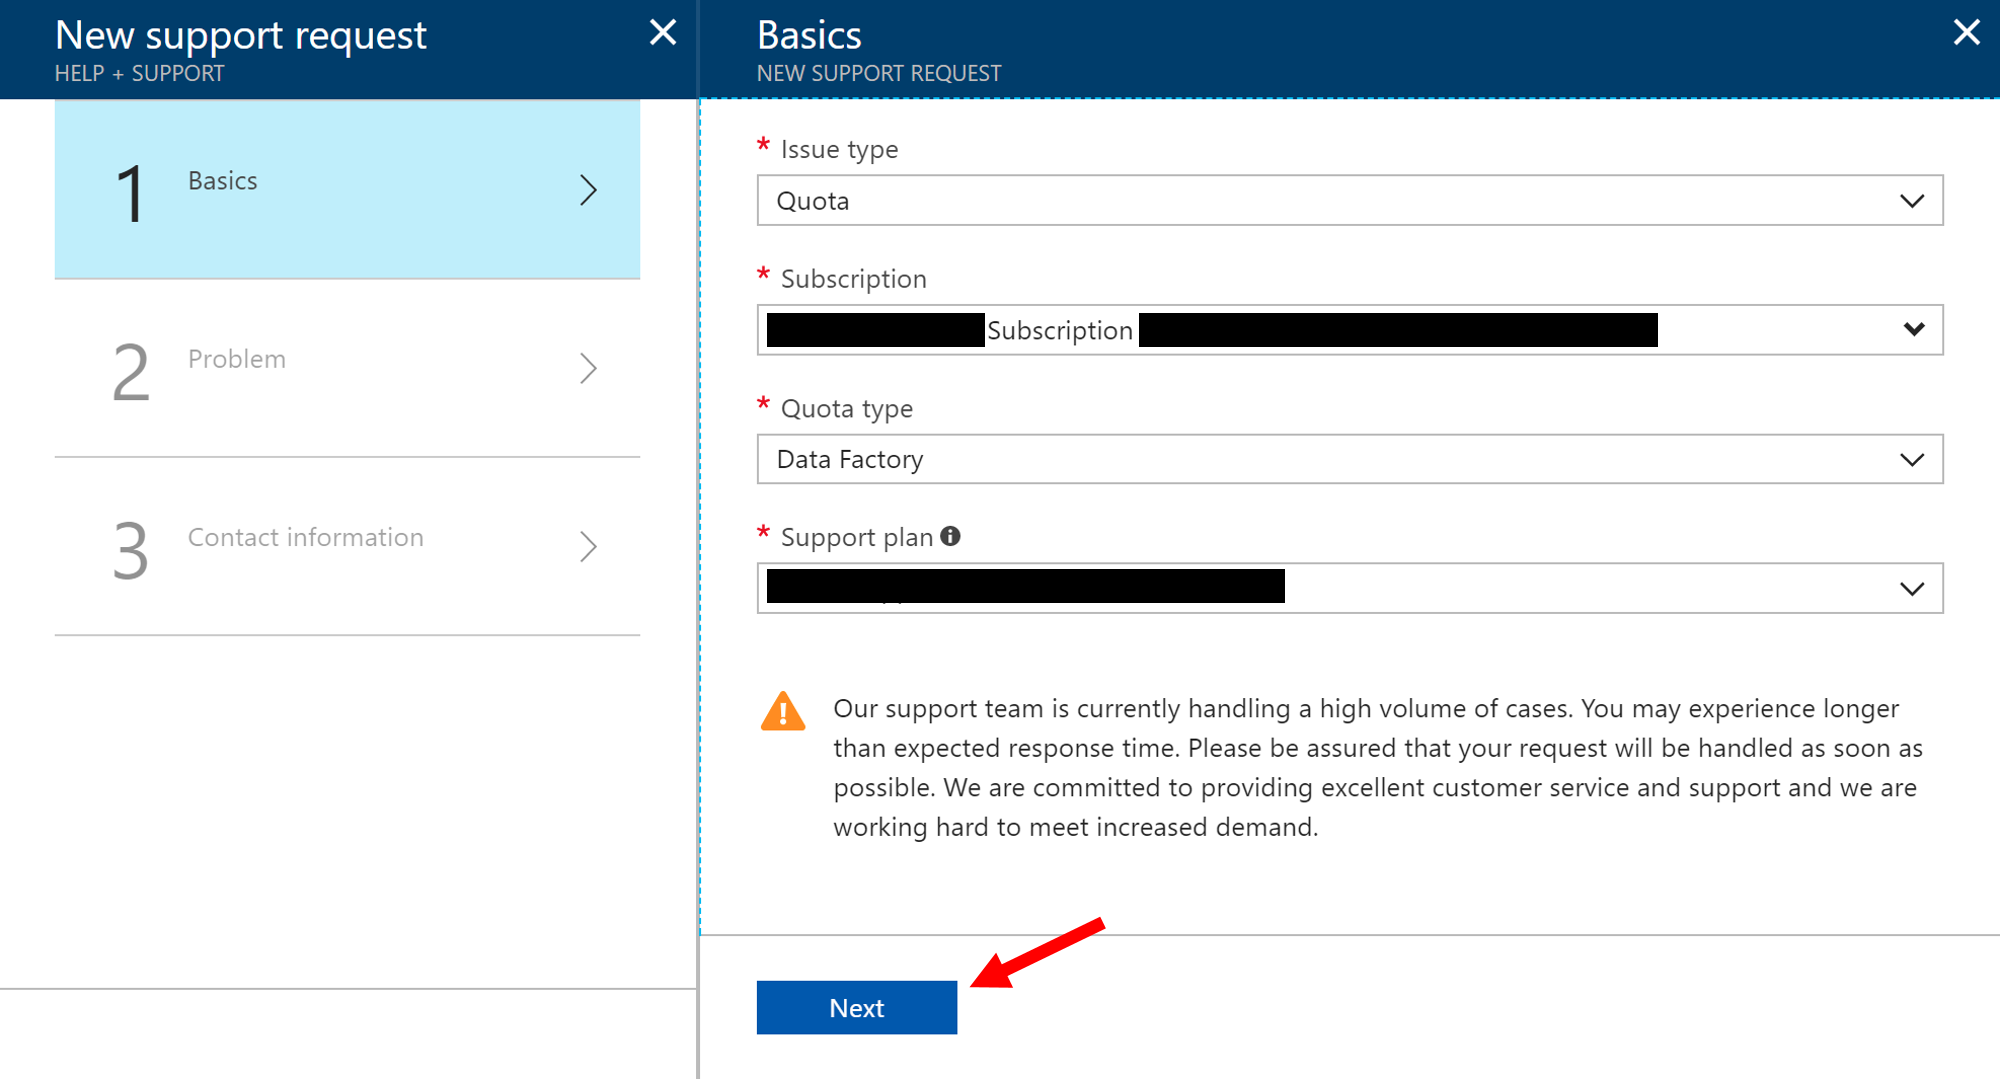 New support request
HELP + SUPPORT
1 Basics
2 Problem
3 Contact information
Basics
NEW SUPPORT REQUEST
* Issue type
Quota
* Subscription
Subscription
* Quota type
Data Factory
* Support plan
Our support team is currently handling a high volume of cases. You may experience longer
than expected response time. Please be assured that your request will be handled as soon as
possible. We are committed to providing excellent customer service and support and we are
working hard to meet increased demand.
Next